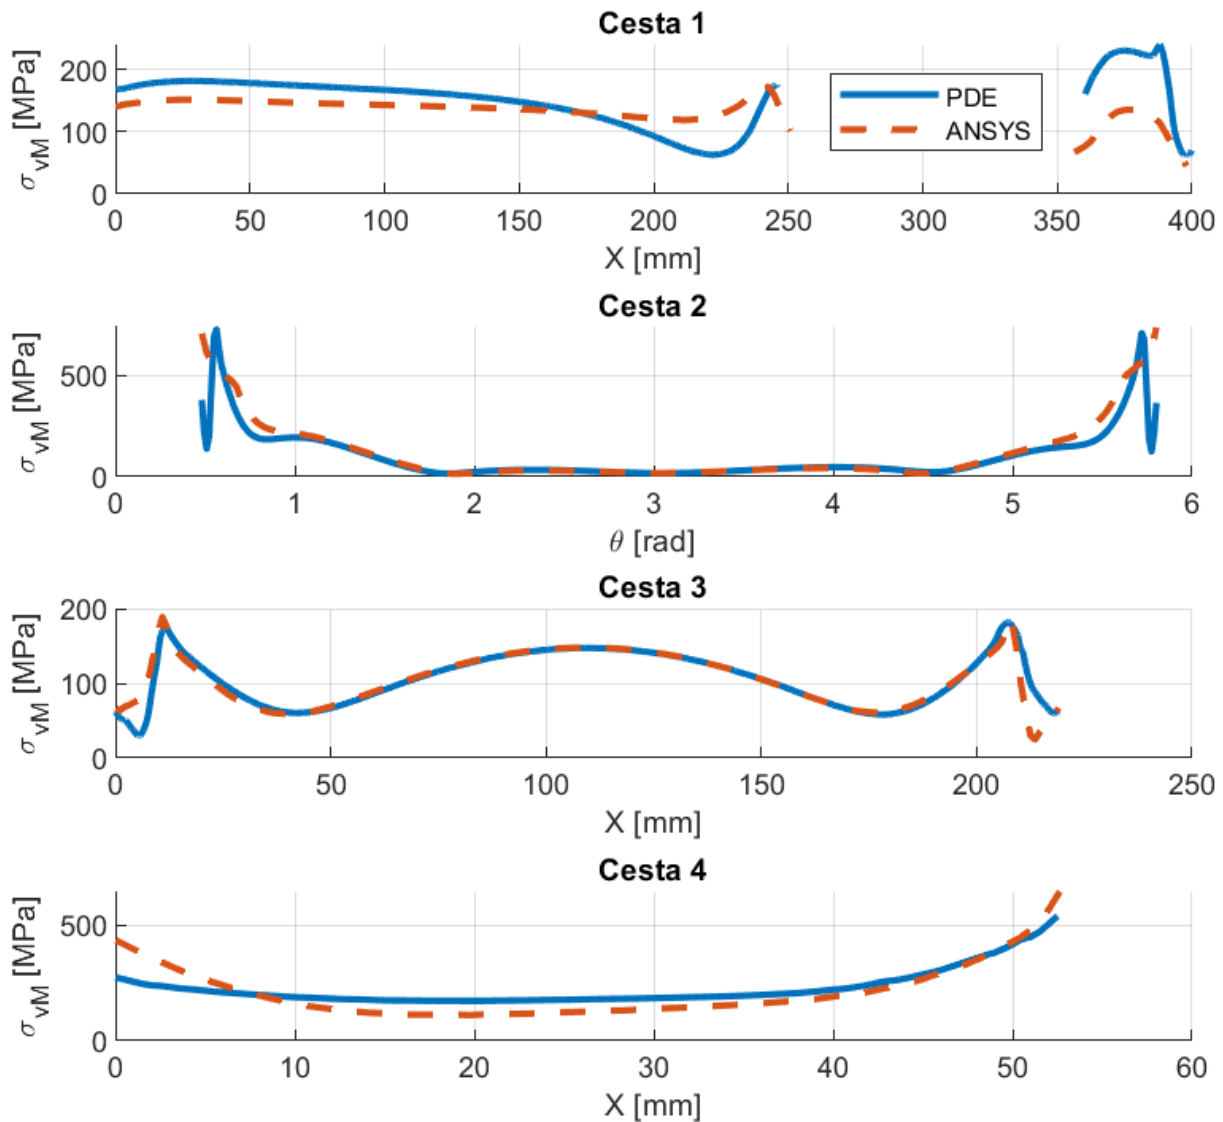 Cesta 1
σvM [MPa]
200
100
0
PDE
ANSYS
0 50 100 150 200 250 300 350 400
X [mm]
Cesta 2
σvM [MPa]
500
0
0 1 2 3 4 5 6
θ [rad]
Cesta 3
σvM [MPa]
200
100
0
0 50 100 150 200 250
X [mm]
Cesta 4
σvM [MPa]
500
0
0 10 20 30 40 50 60
X [mm]